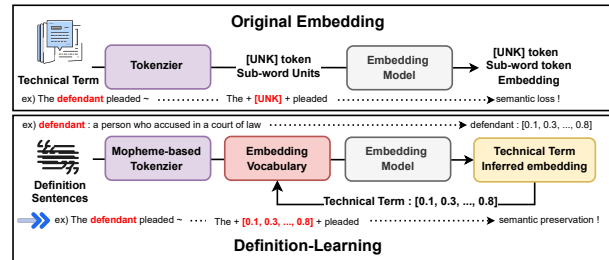 Original Embedding
Technical Term
Tokenzier
[UNK] token
Sub-word Units
Embedding
Model
[UNK] token
Sub-word token
Embedding
ex) The defendant pleaded ~
The + [UNK] + pleaded
semantic loss !
ex) defendant : a person who accused in a court of law
defendant : [0.1, 0.3, ..., 0.8]
Definition
Sentences
Mopheme-based
Tokenzier
Embedding
Vocabulary
Embedding
Model
Technical Term
Inferred embedding
Technical Term : [0.1, 0.3, ..., 0.8]
ex) The defendant pleaded ~
The + [0.1, 0.3, ..., 0.8] + pleaded
semantic preservation !
Definition-Learning